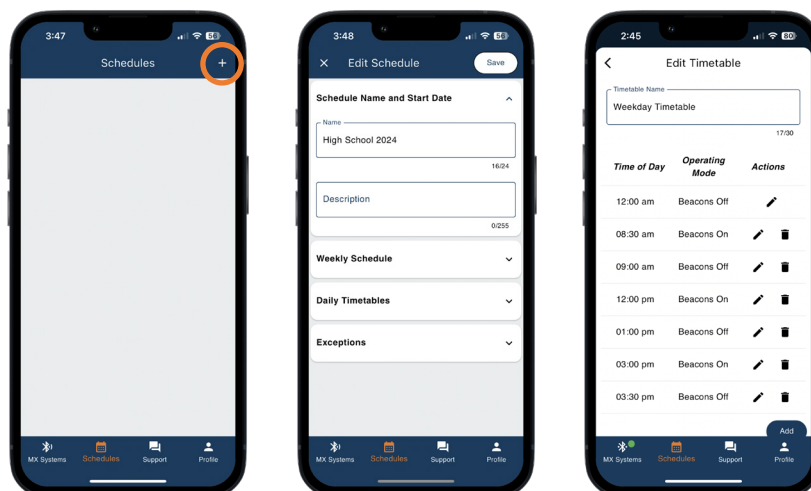 3:47
56
Schedules
+
MX Systems
Schedules
Support
Profile
3:48
56
Edit Schedule
Save
Schedule Name and Start Date
Name
High School 2024
16/24
Description
0/255
Weekly Schedule
Daily Timetables
Exceptions
MX Systems
Schedules
Support
Profile
2:45
80
Edit Timetable
Timetable Name
Weekday Timetable
17/30
Time of Day Operating Mode Actions
12:00 am Beacons Off
08:30 am Beacons On
09:00 am Beacons Off
12:00 pm Beacons On
01:00 pm Beacons Off
03:00 pm Beacons On
03:30 pm Beacons Off
Add
MX Systems
Schedules
Support
Profile